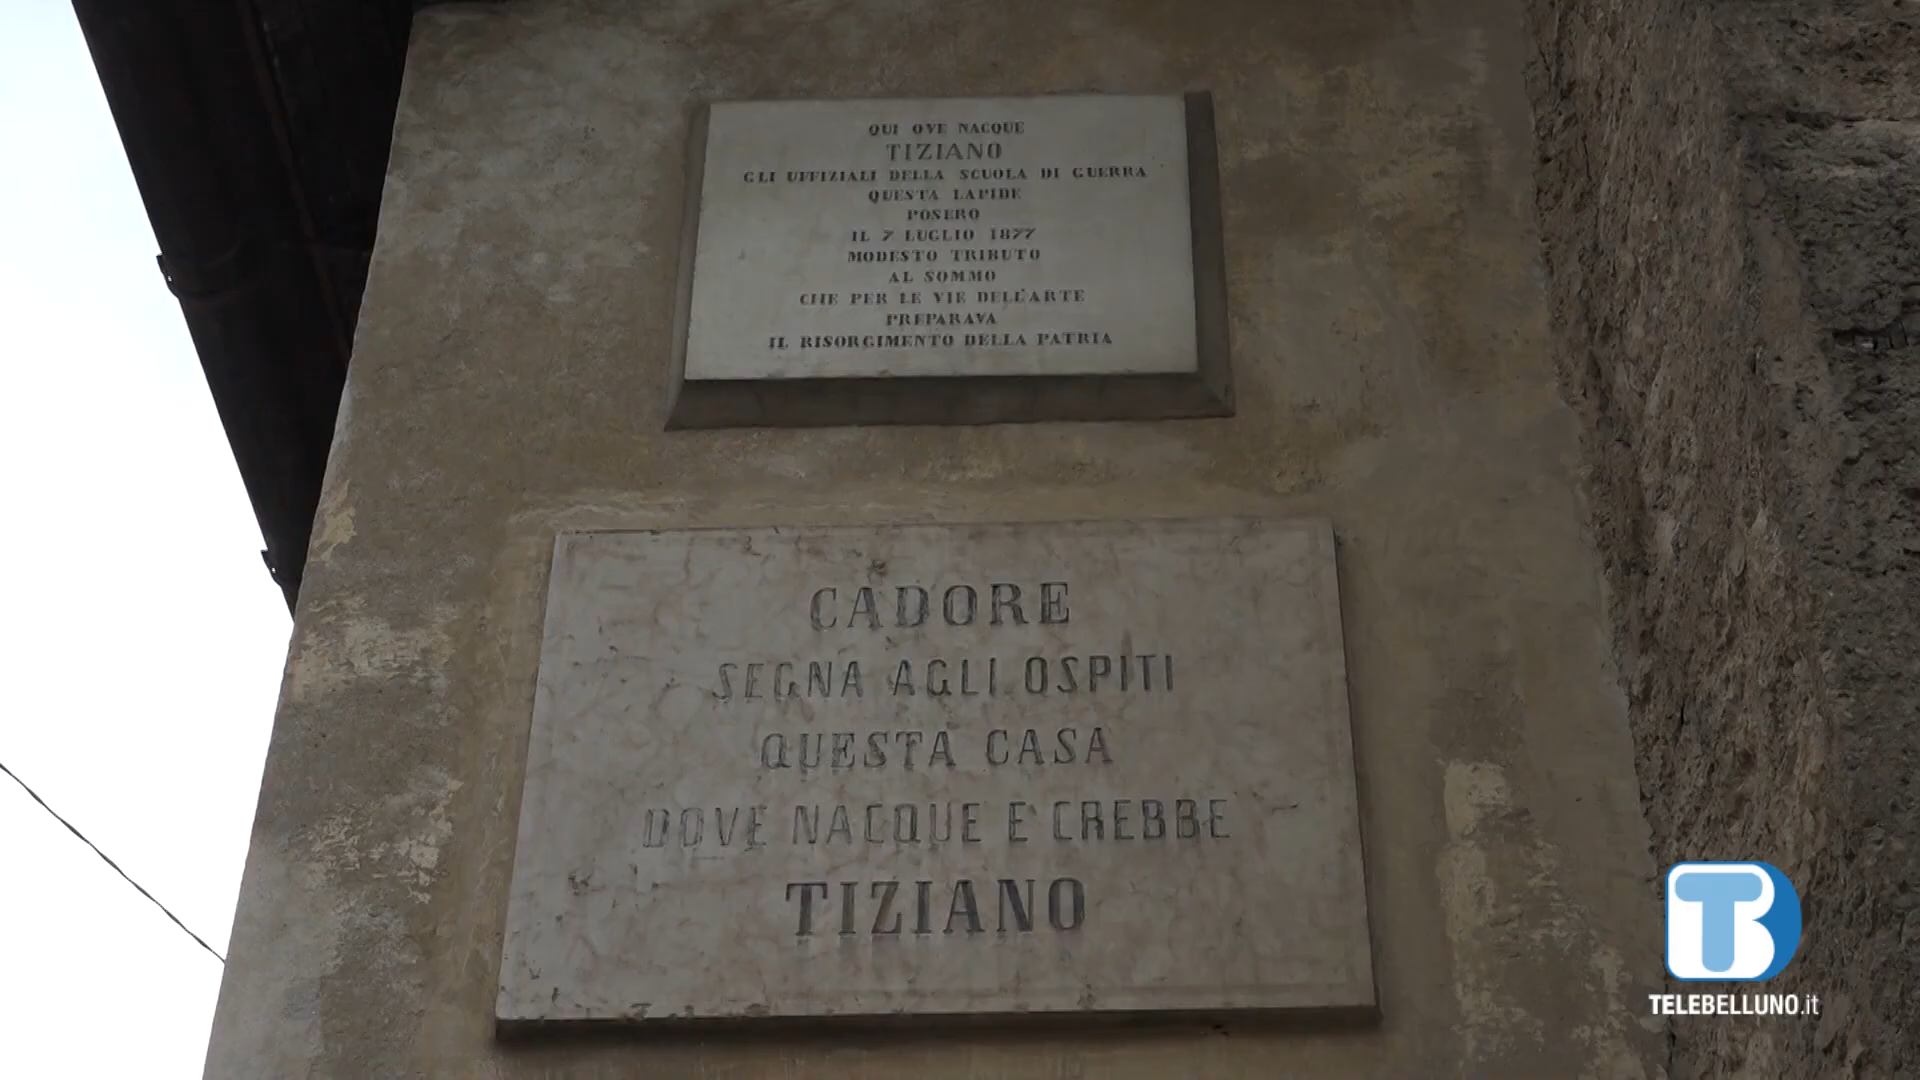 QUI OVE NACQUE
TIZIANO
GLI UFFIZIALI DELLA SCUOLA DI GUERRA
QUESTA LAPIDE
POSERO
IL 7 LUGLIO 1877
MODESTO TRIBUTO
AL SOMMO
CHE PER LE VIE DELL'ARTE
PREPARAVA
IL RISORGIMENTO DELLA PATRIA
CADORE
SEGNA AGLI OSPITI
QUESTA CASA
DOVE NACQUE E CREBBE
TIZIANO
TB
TELEBELLUNO.it